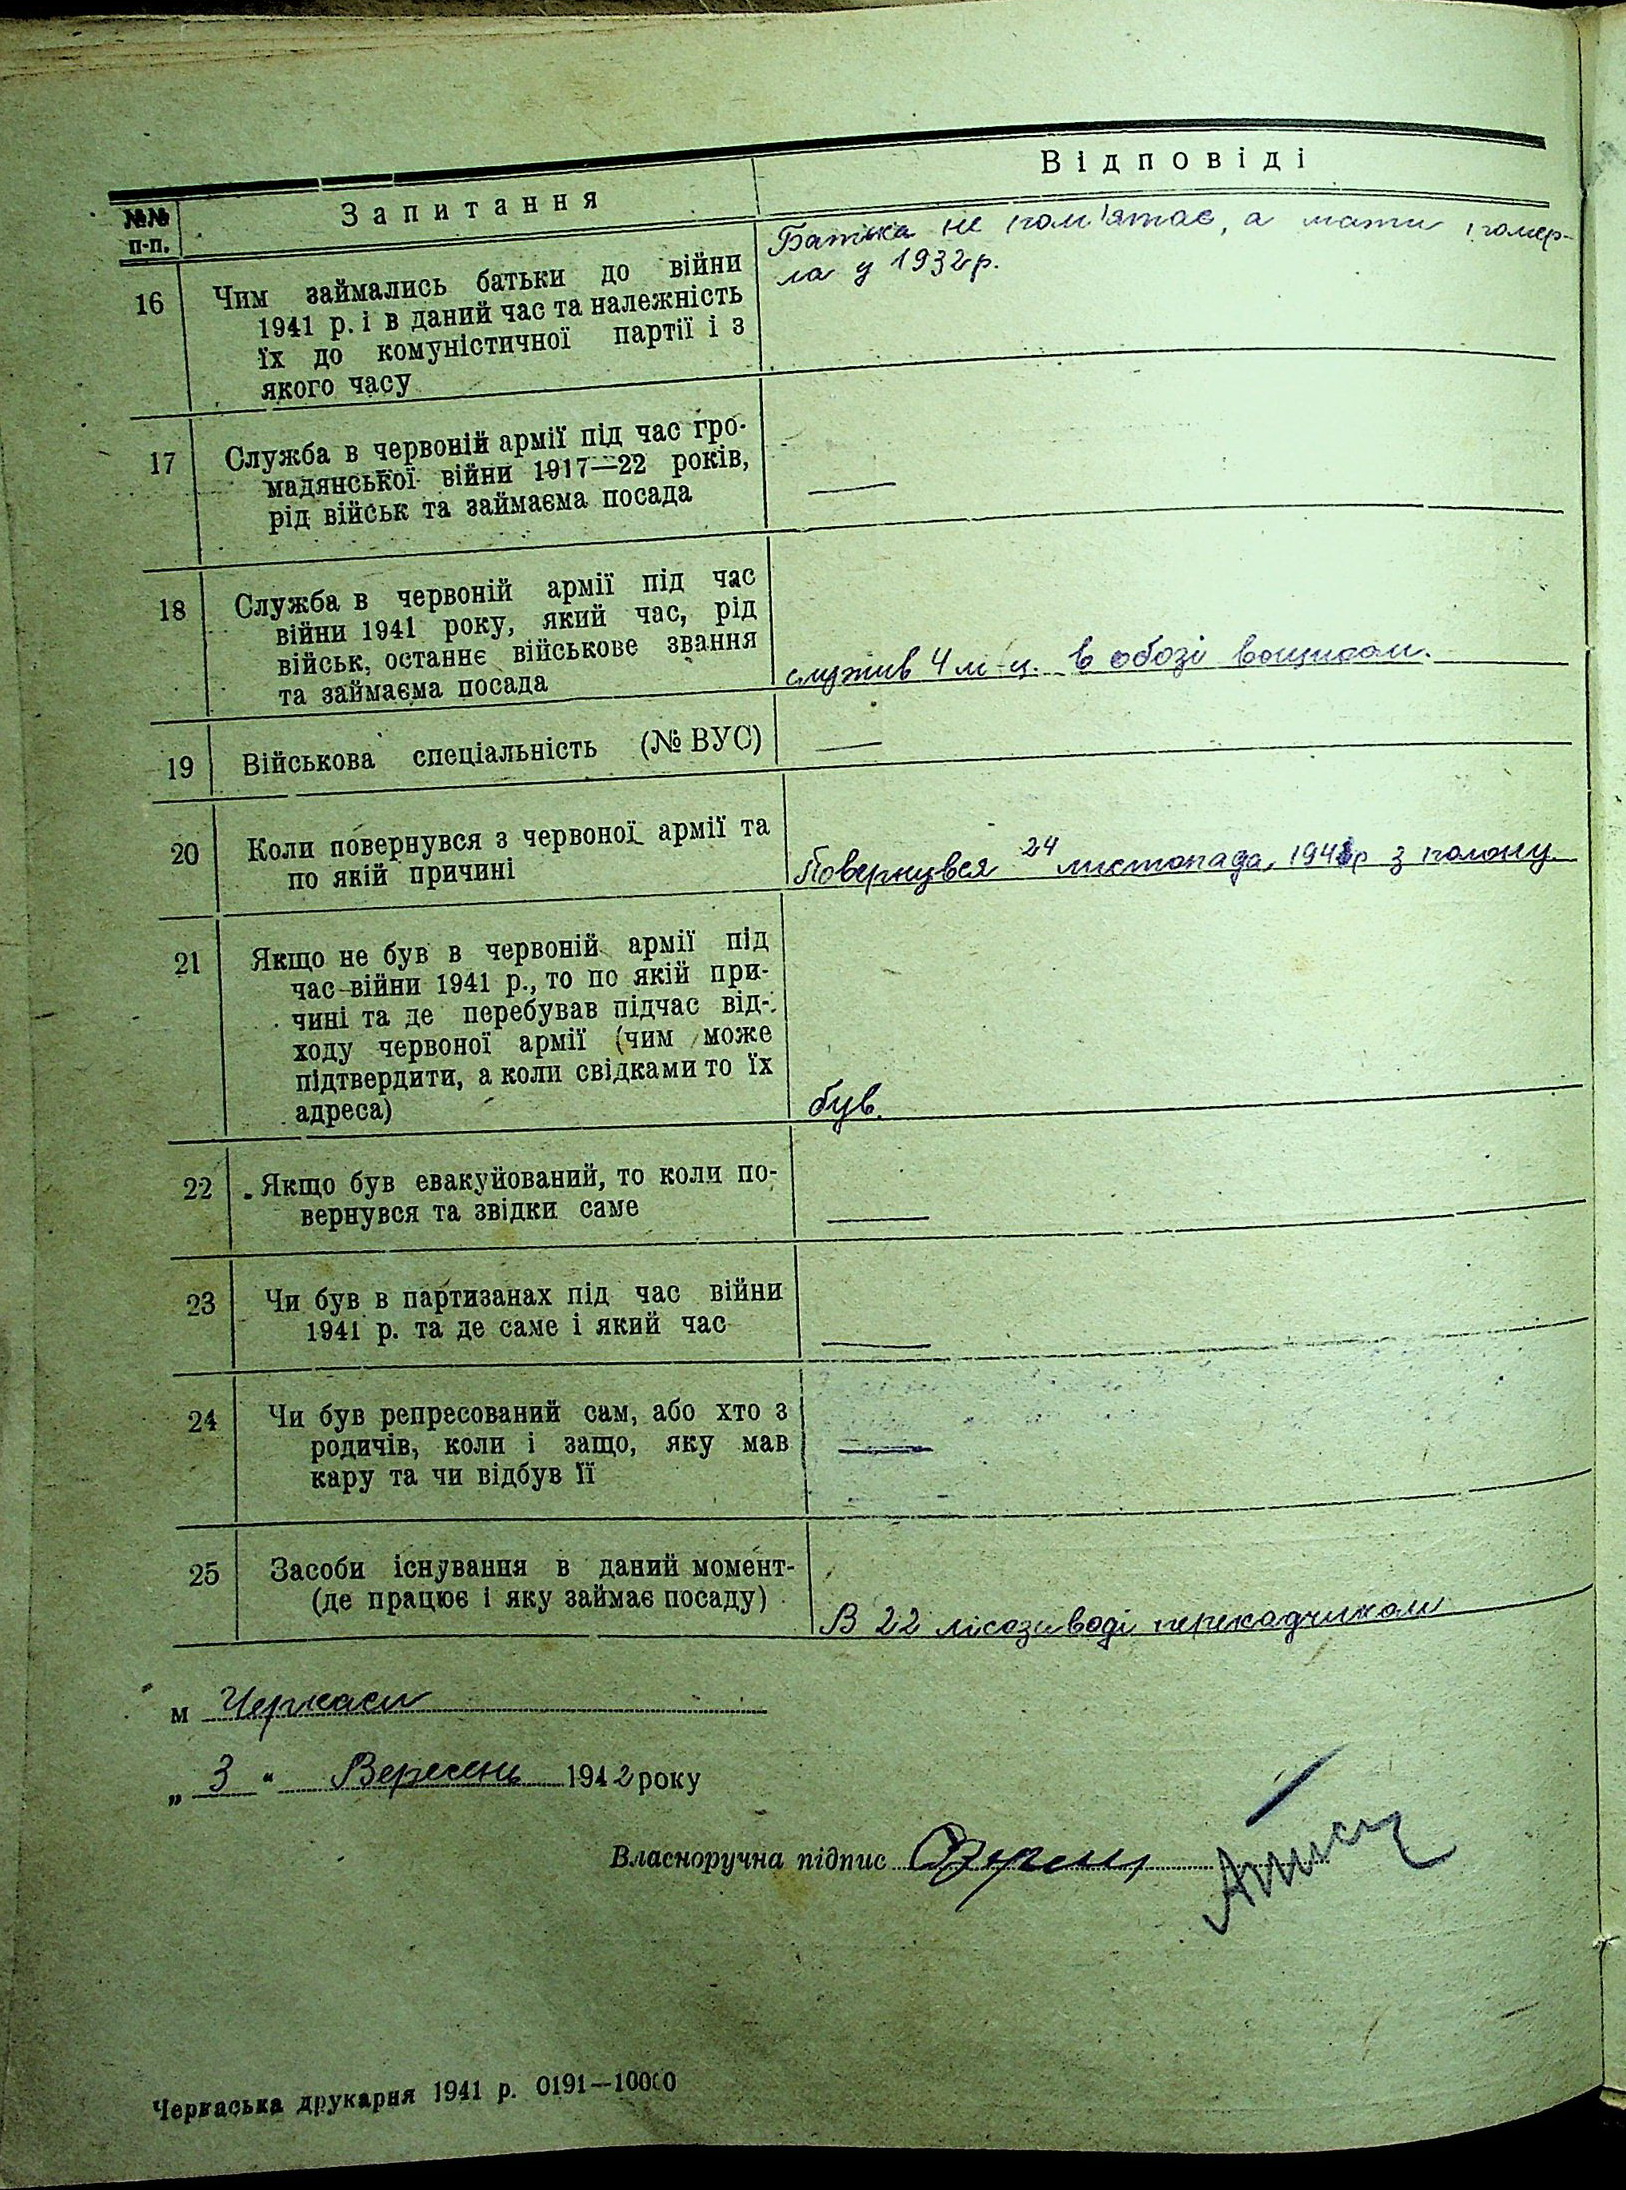 Відповіді
№№ п-п.
Запитання
16
Чим займались батьки до війни
1941 р. і в даний час та належність
їх до комуністичної партії і з
якого часу
Батька не пам'ятає, а мати помер-
ла у 1932 р.
17
Служба в червоній армії під час гро-
мадянської війни 1917—22 років,
рід військ та займаєма посада
—
18
Служба в червоній армії під час
війни 1941 року, який час, рід
військ, останнє військове звання
та займаєма посада
служив 4 м-ц. в обозі
19
Військова спеціальність (№ ВУС)
—
20
Коли повернувся з червоної армії та
по якій причині
Повернувся 24 листопада 1941р з полону
21
Якщо не був в червоній армії під
час війни 1941 р., то по якій при-
чині та де перебував підчас від-
ходу червоної армії (чим може
підтвердити, а коли свідками то їх
адреса)
був.
22
Якщо був евакуйований, то коли по-
вернувся та звідки саме
—
23
Чи був в партизанах під час війни
1941 р. та де саме і який час
—
24
Чи був репресований сам, або хто з
родичів, коли і защо, яку мав
кару та чи відбув її
—
25
Засоби існування в даний момент-
(де працює і яку займає посаду)
В 22 лісозаводі
м Черкаси
„ 3 “ Вересень 1942 року
Власноручна підпис
Черкаська друкарня 1941 р. 0191—10000